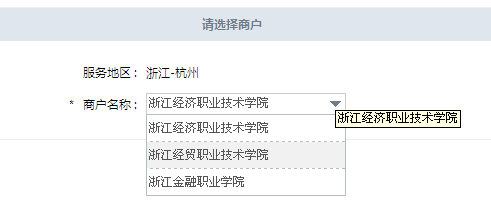 请选择商户
服务地区： 浙江-杭州
* 商户名称： 浙江经济职业技术学院
浙江经济职业技术学院
浙江经济职业技术学院
浙江经贸职业技术学院
浙江金融职业学院